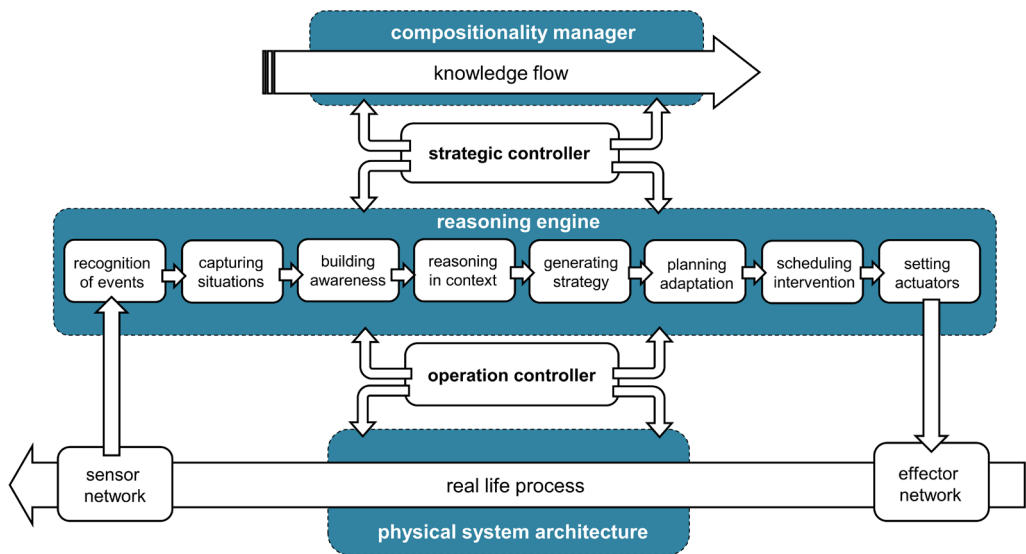 compositionality manager
knowledge flow
strategic controller
reasoning engine
recognition
of events
capturing
situations
building
awareness
reasoning
in context
generating
strategy
planning
adaptation
scheduling
intervention
setting
actuators
operation controller
sensor
network
real life process
effector
network
physical system architecture